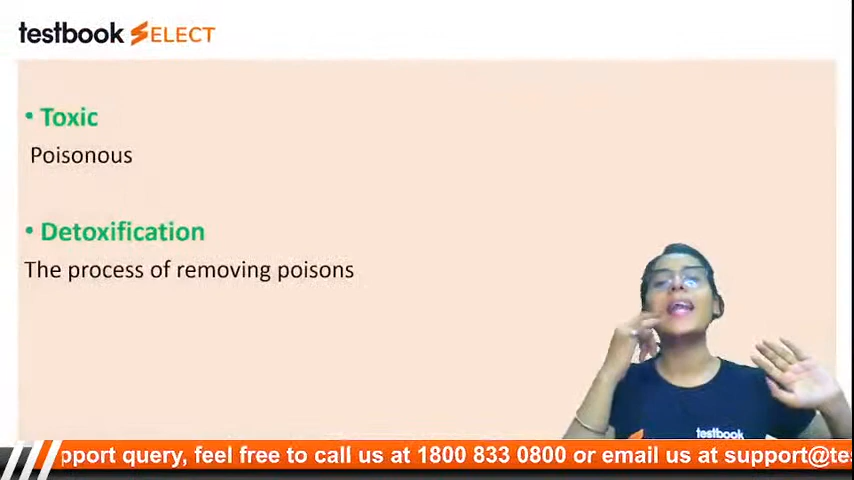 testbook SELECT
• Toxic
Poisonous
• Detoxification
The process of removing poisons
testbook
pport query, feel free to call us at 1800 833 0800 or email us at support@te